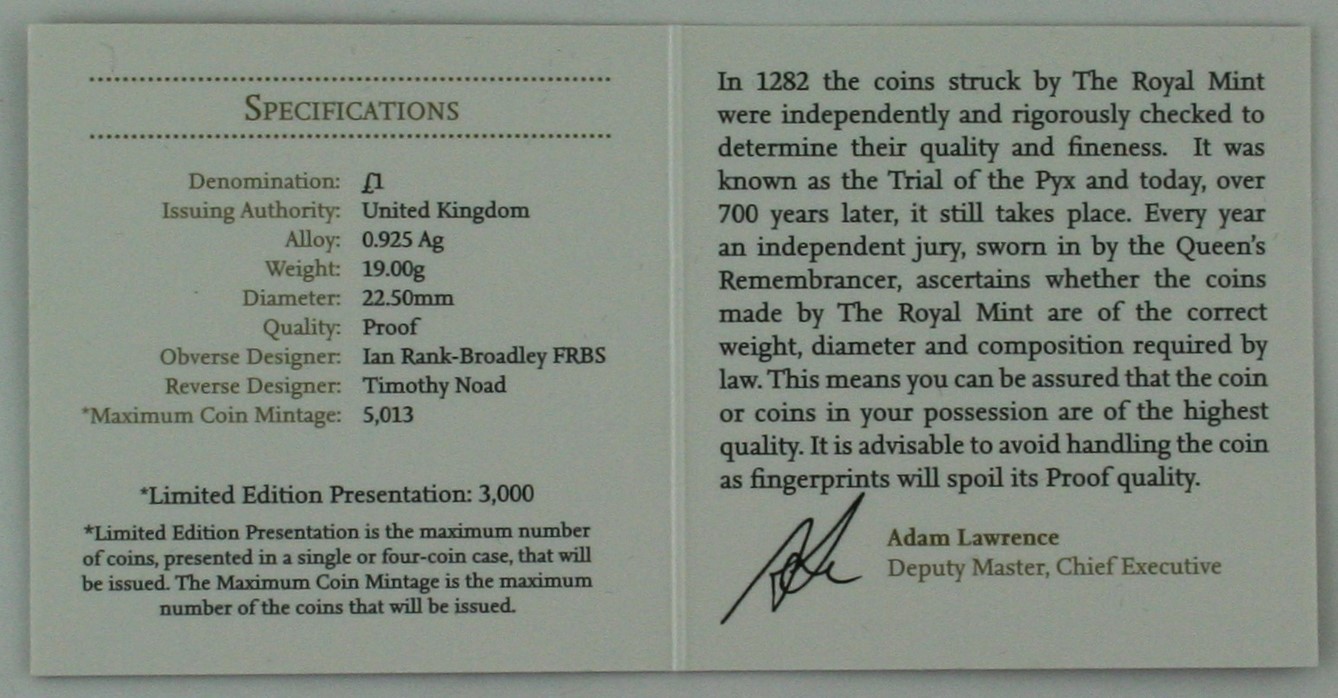 SPECIFICATIONS
Denomination: £1
Issuing Authority: United Kingdom
Alloy: 0.925 Ag
Weight: 19.00g
Diameter: 22.50mm
Quality: Proof
Obverse Designer: Ian Rank-Broadley FRBS
Reverse Designer: Timothy Noad
*Maximum Coin Mintage: 5,013
*Limited Edition Presentation: 3,000
*Limited Edition Presentation is the maximum number
of coins, presented in a single or four-coin case, that will
be issued. The Maximum Coin Mintage is the maximum
number of the coins that will be issued.
In 1282 the coins struck by The Royal Mint
were independently and rigorously checked to
determine their quality and fineness. It was
known as the Trial of the Pyx and today, over
700 years later, it still takes place. Every year
an independent jury, sworn in by the Queen's
Remembrancer, ascertains whether the coins
made by The Royal Mint are of the correct
weight, diameter and composition required by
law. This means you can be assured that the coin
or coins in your possession are of the highest
quality. It is advisable to avoid handling the coin
as fingerprints will spoil its Proof quality.
Adam Lawrence
Deputy Master, Chief Executive